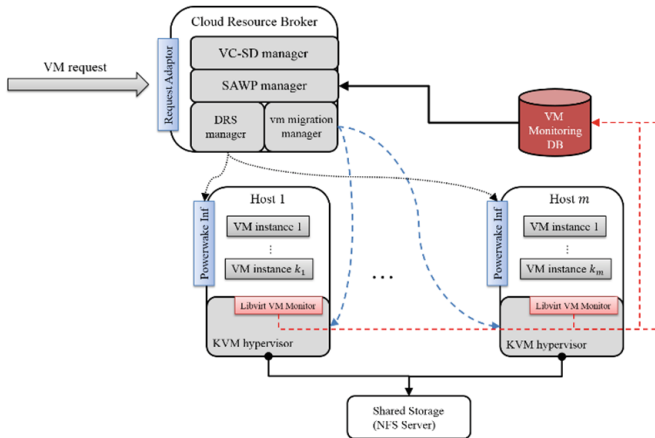 Cloud Resource Broker
VM request
Request Adaptor
VC-SD manager
SAWP manager
DRS
manager
vm migration
manager
VM
Monitoring
DB
Host 1
Powerwake Inf
VM instance 1
⋮
VM instance k₁
Libvirt VM Monitor
KVM hypervisor
...
Host m
Powerwake Inf
VM instance 1
⋮
VM instance kₘ
Libvirt VM Monitor
KVM hypervisor
Shared Storage
(NFS Server)